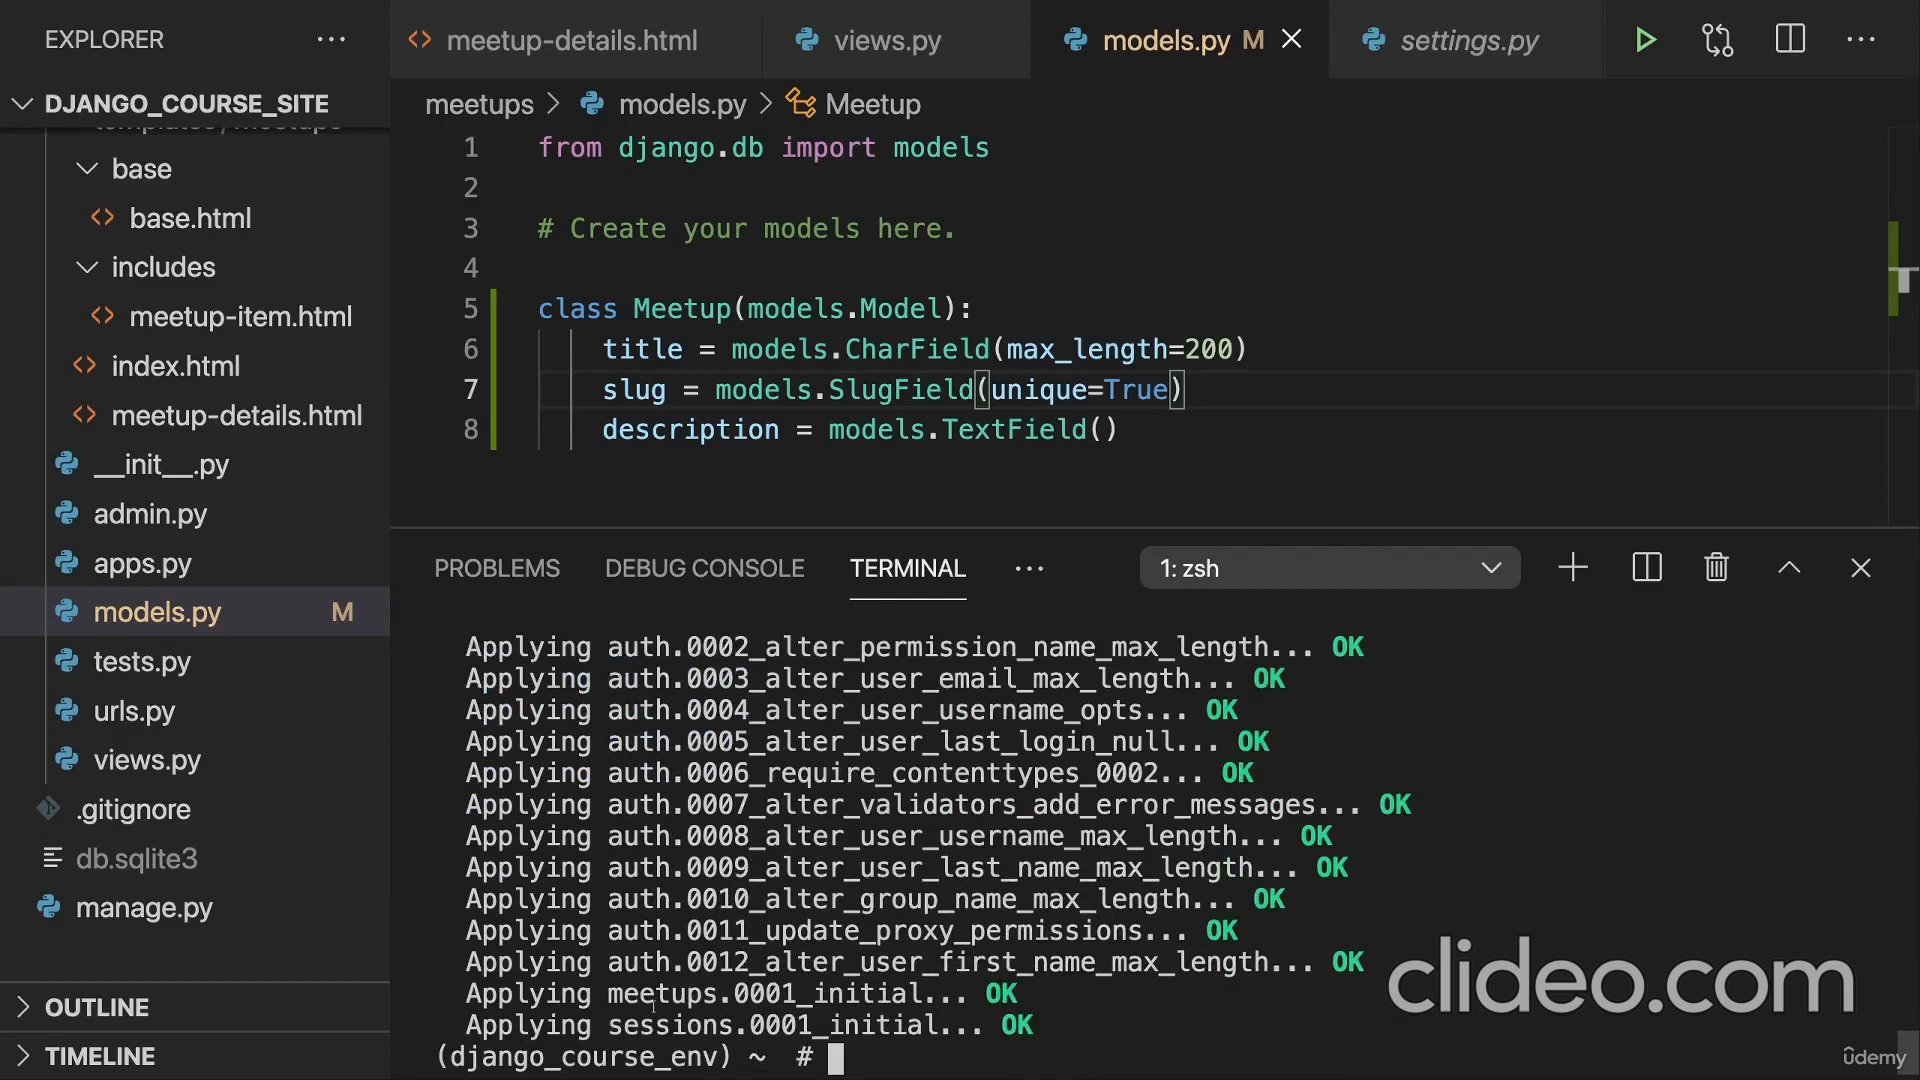 EXPLORER
meetup-details.html
views.py
models.py M
settings.py
DJANGO_COURSE_SITE
meetups > models.py > Meetup
templates/meetups
base
base.html
includes
meetup-item.html
index.html
meetup-details.html
__init__.py
admin.py
apps.py
models.py M
tests.py
urls.py
views.py
.gitignore
db.sqlite3
manage.py
OUTLINE
TIMELINE
1 from django.db import models
2
3 # Create your models here.
4
5 class Meetup(models.Model):
6 title = models.CharField(max_length=200)
7 slug = models.SlugField(unique=True)
8 description = models.TextField()
PROBLEMS DEBUG CONSOLE TERMINAL ... 1: zsh
Applying auth.0002_alter_permission_name_max_length... OK
Applying auth.0003_alter_user_email_max_length... OK
Applying auth.0004_alter_user_username_opts... OK
Applying auth.0005_alter_user_last_login_null... OK
Applying auth.0006_require_contenttypes_0002... OK
Applying auth.0007_alter_validators_add_error_messages... OK
Applying auth.0008_alter_user_username_max_length... OK
Applying auth.0009_alter_user_last_name_max_length... OK
Applying auth.0010_alter_group_name_max_length... OK
Applying auth.0011_update_proxy_permissions... OK
Applying auth.0012_alter_user_first_name_max_length... OK
Applying meetups.0001_initial... OK
Applying sessions.0001_initial... OK
(django_course_env) ~ #
clideo.com
ûdemy